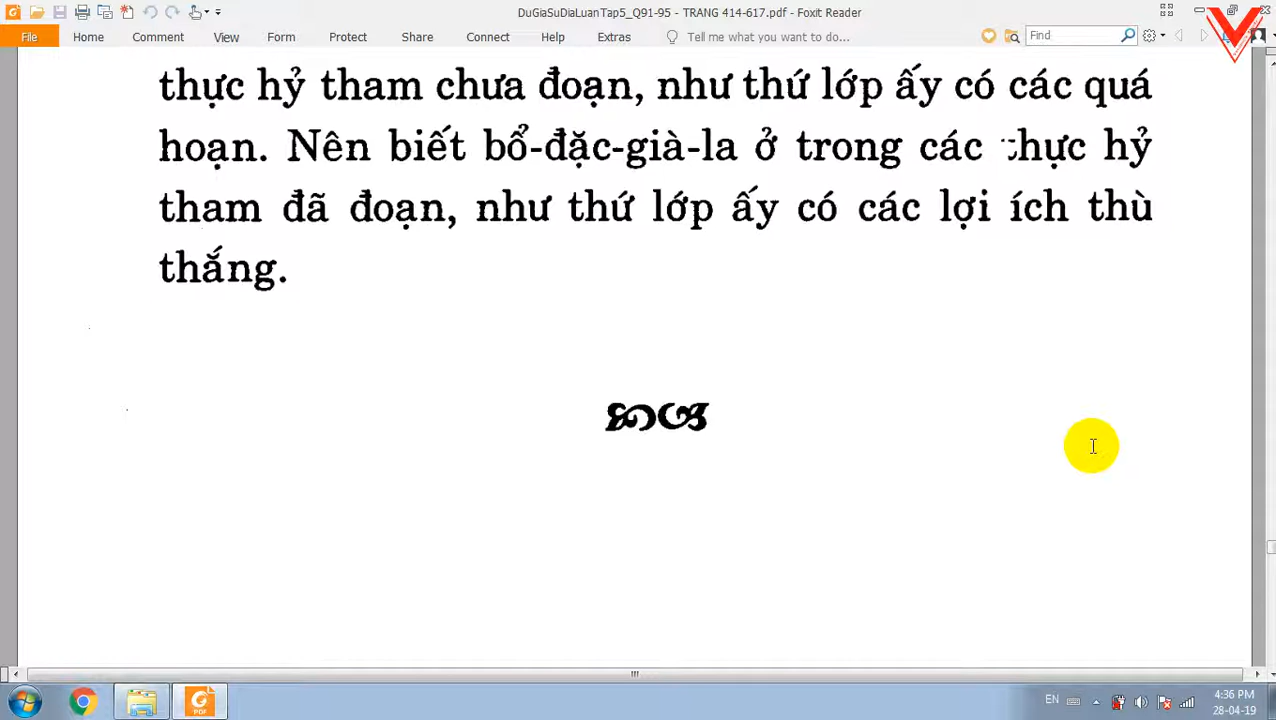 DuGiaSuDiaLuanTap5_Q91-95 - TRANG 414-617.pdf - Foxit Reader
File Home Comment View Form Protect Share Connect Help Extras Tell me what you want to do... Find
thực hỷ tham chưa đoạn, như thứ lớp ấy có các quá
hoạn. Nên biết bổ-đặc-già-la ở trong các thực hỷ
tham đã đoạn, như thứ lớp ấy có các lợi ích thù
thắng.
EN
4:36 PM
28-04-19